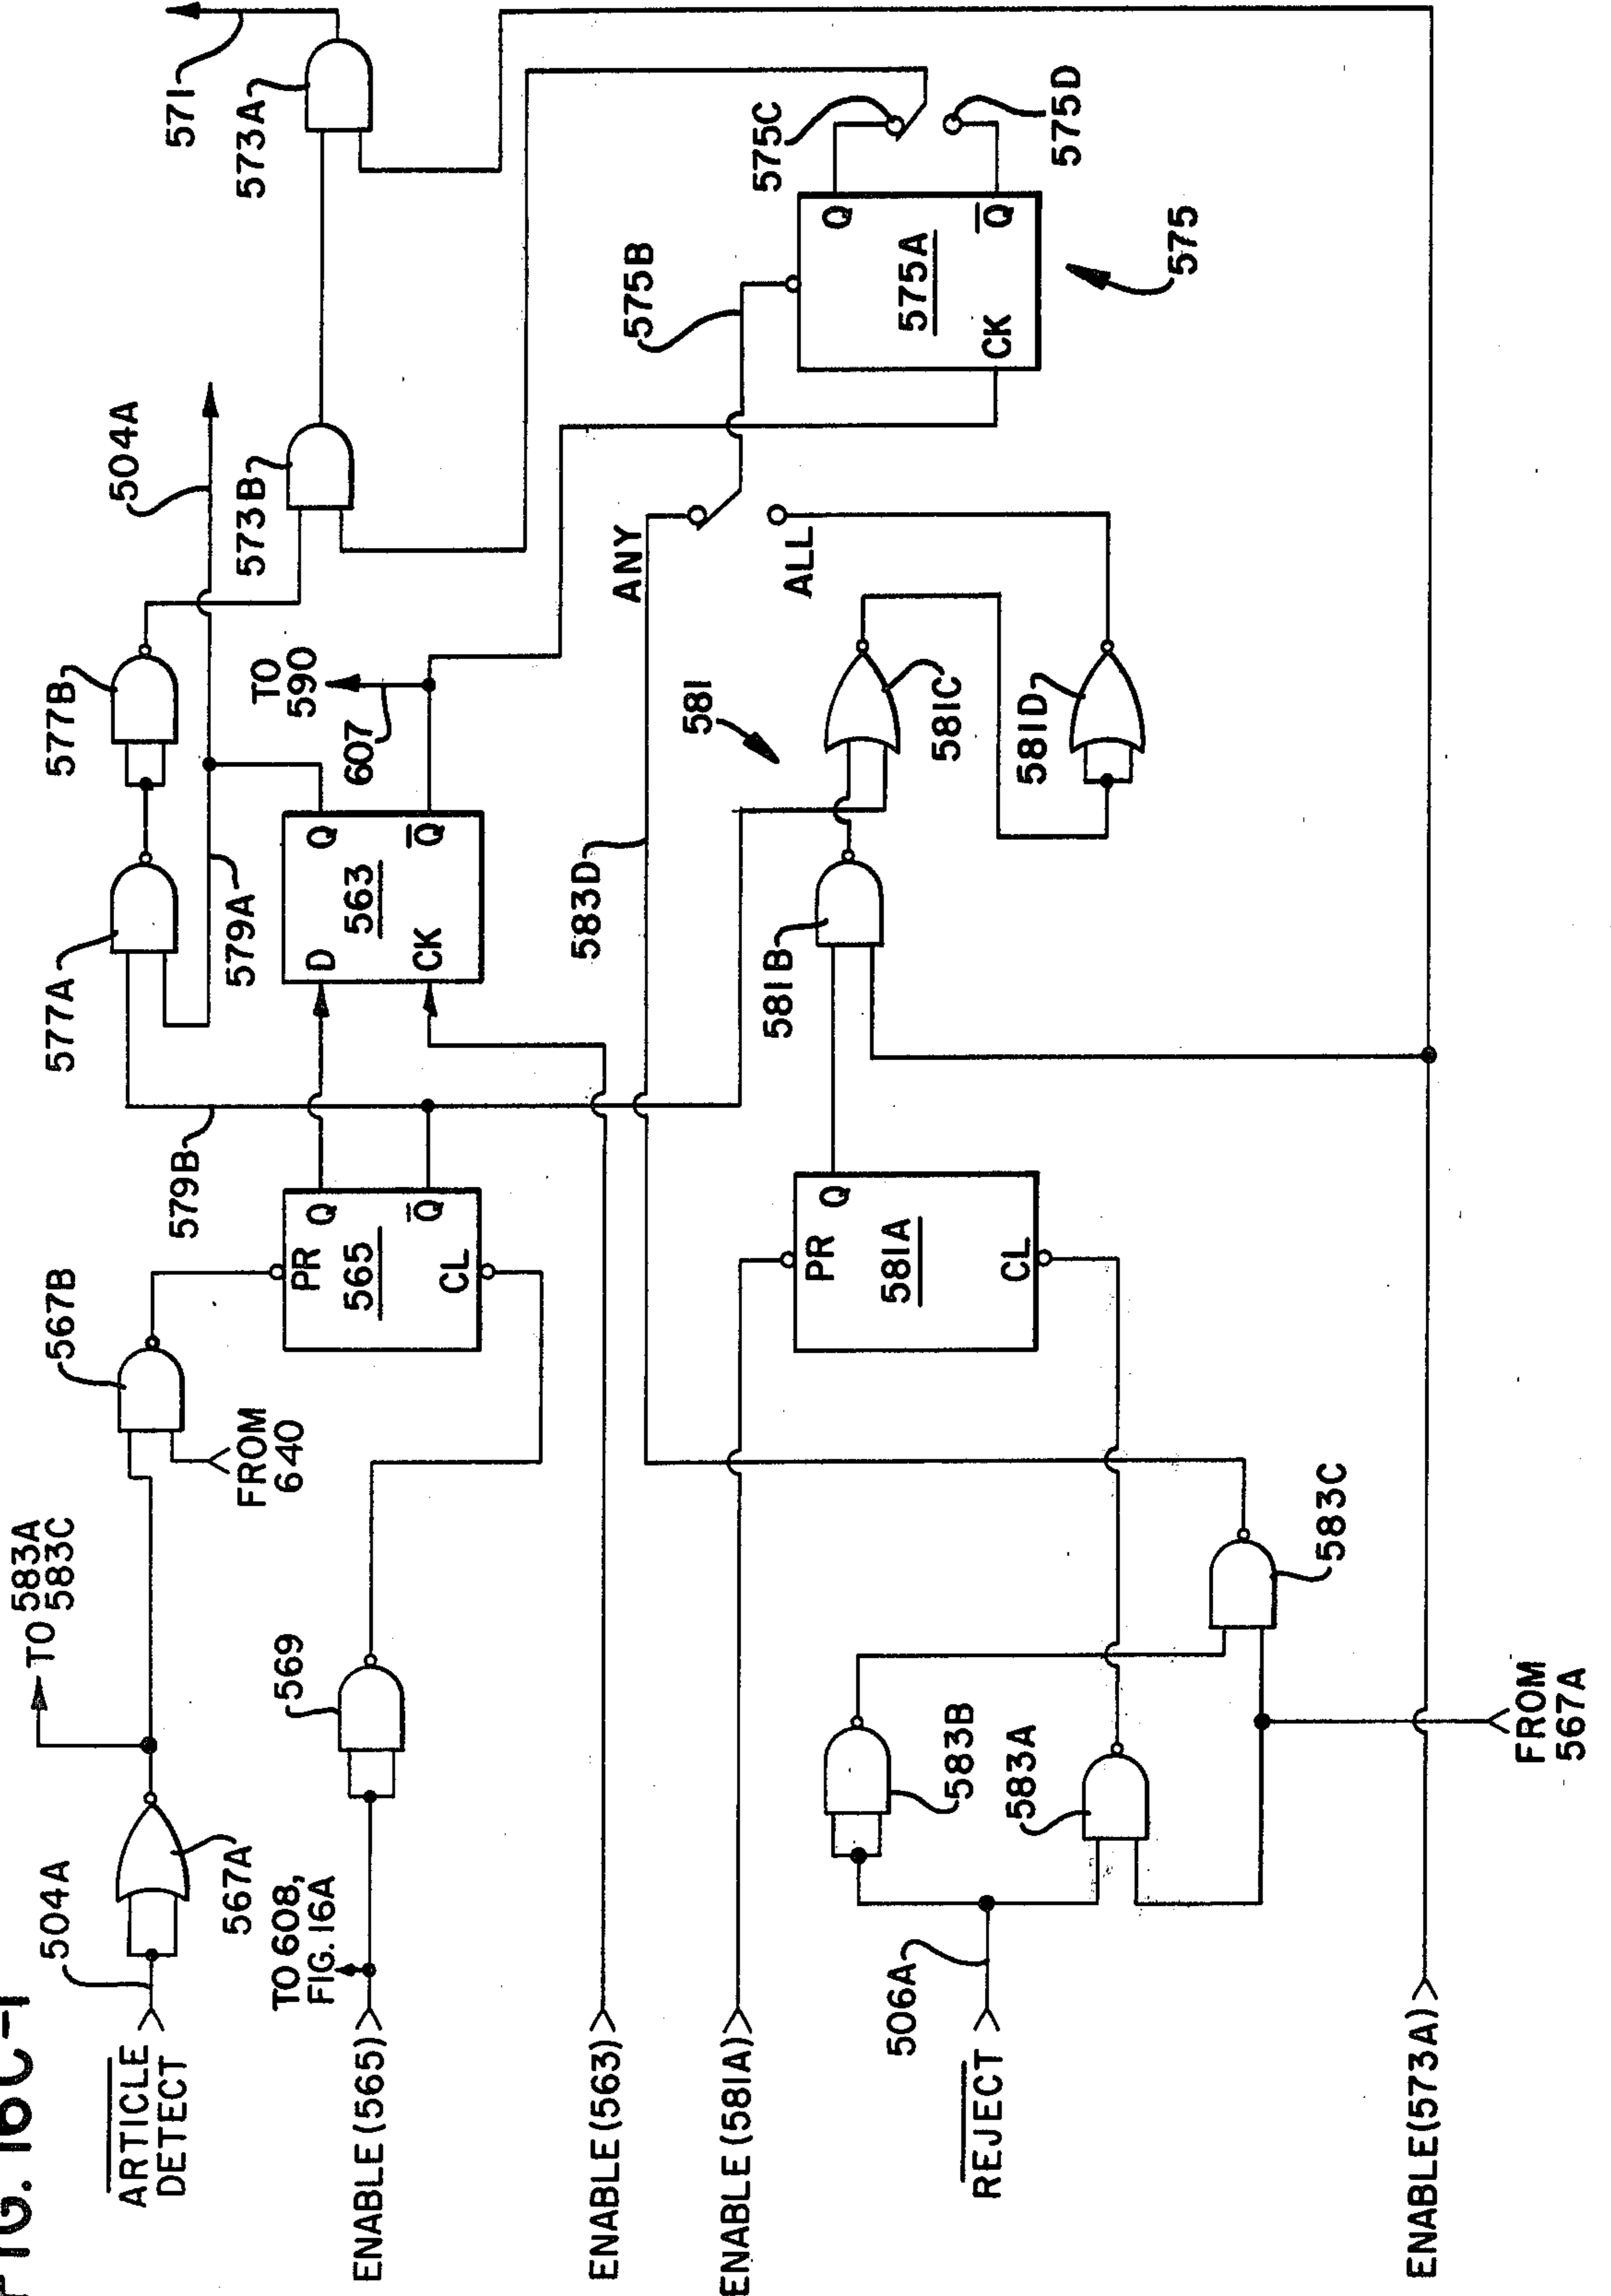 FIG. 16C-1
ARTICLE
DETECT
504A
567A
TO 583A
583C
567B
FROM
640
577A
577B
579A
579B
504A
573B
573A
571
ENABLE (565)
TO 608,
FIG. 16A
569
PR
565
CL
Q
Q
D
563
CK
Q
Q
TO
590
607
ENABLE (563)
583D
ANY
ALL
575B
575C
575D
Q
575A
Q
CK
575
ENABLE (581A)
PR
581A
CL
Q
581B
581
581C
581D
506A
REJECT
583B
583A
583C
FROM
567A
ENABLE (573A)